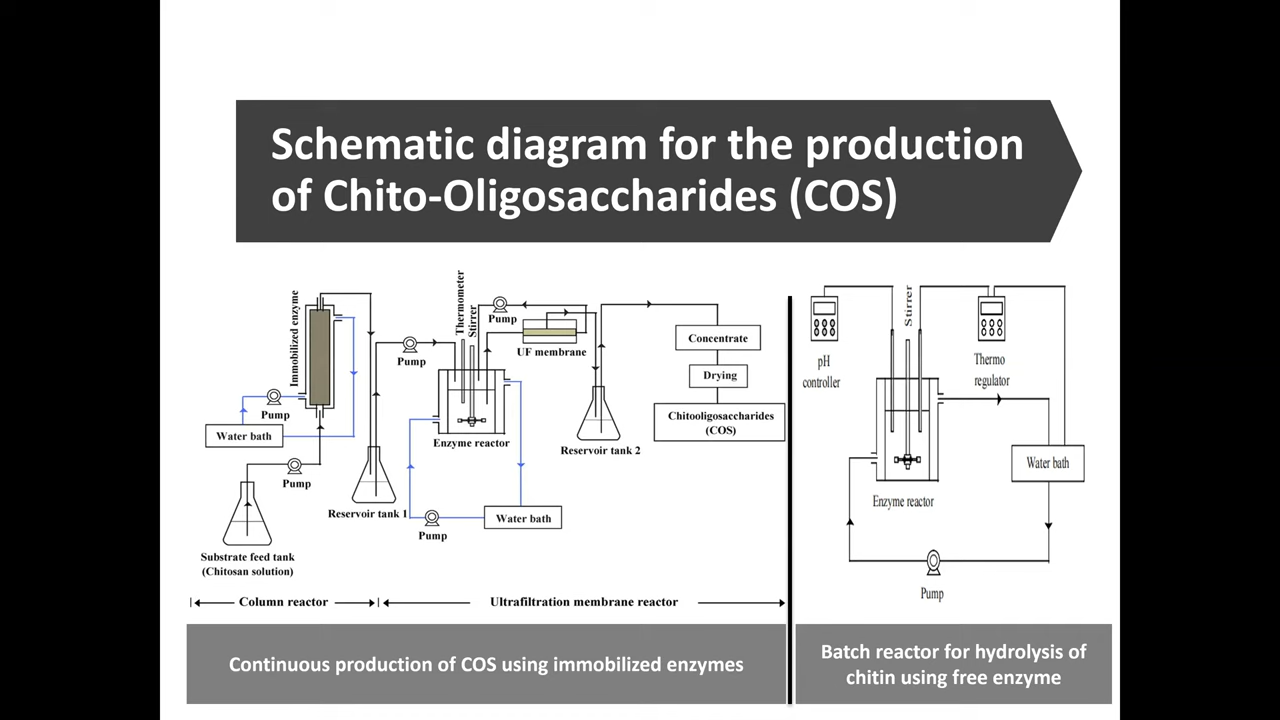 Schematic diagram for the production
of Chito-Oligosaccharides (COS)
Immobilized enzyme
Pump
Water bath
Pump
Substrate feed tank
(Chitosan solution)
Reservoir tank 1
Pump
Thermometer
Stirrer
Pump
UF membrane
Enzyme reactor
Water bath
Pump
Reservoir tank 2
Concentrate
Drying
Chitooligosaccharides
(COS)
Column reactor
Ultrafiltration membrane reactor
Continuous production of COS using immobilized enzymes
pH
controller
Stirrer
Thermo
regulator
Water bath
Enzyme reactor
Pump
Batch reactor for hydrolysis of
chitin using free enzyme